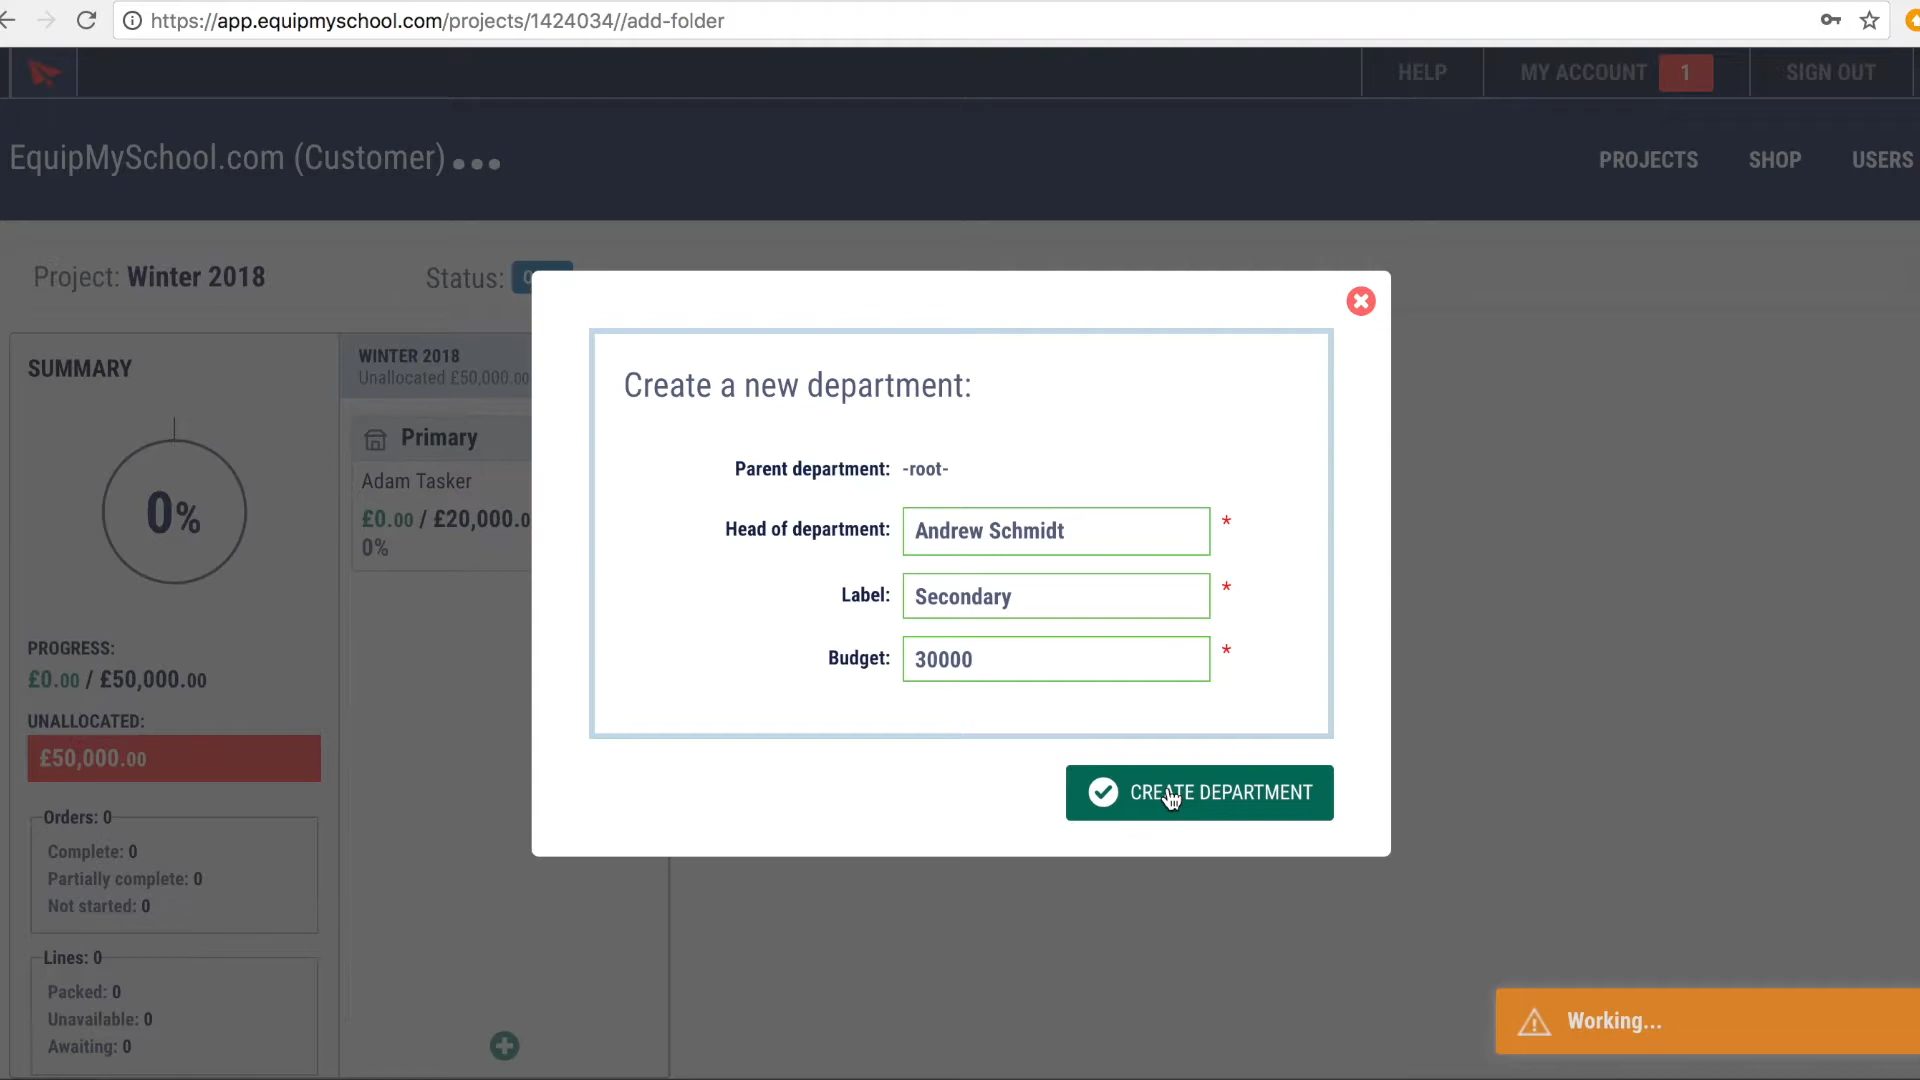 https://app.equipmyschool.com/projects/1424034//add-folder
HELP
MY ACCOUNT 1
SIGN OUT
EquipMySchool.com (Customer) •••
PROJECTS
SHOP
USERS
Project: Winter 2018
Status:
SUMMARY
0%
PROGRESS:
£0.00 / £50,000.00
UNALLOCATED:
£50,000.00
Orders: 0
Complete: 0
Partially complete: 0
Not started: 0
Lines: 0
Packed: 0
Unavailable: 0
Awaiting: 0
WINTER 2018
Unallocated £50,000.00
Primary
Adam Tasker
£0.00 / £20,000.0
0%
Create a new department:
Parent department: -root-
Head of department: Andrew Schmidt *
Label: Secondary *
Budget: 30000 *
CREATE DEPARTMENT
Working...